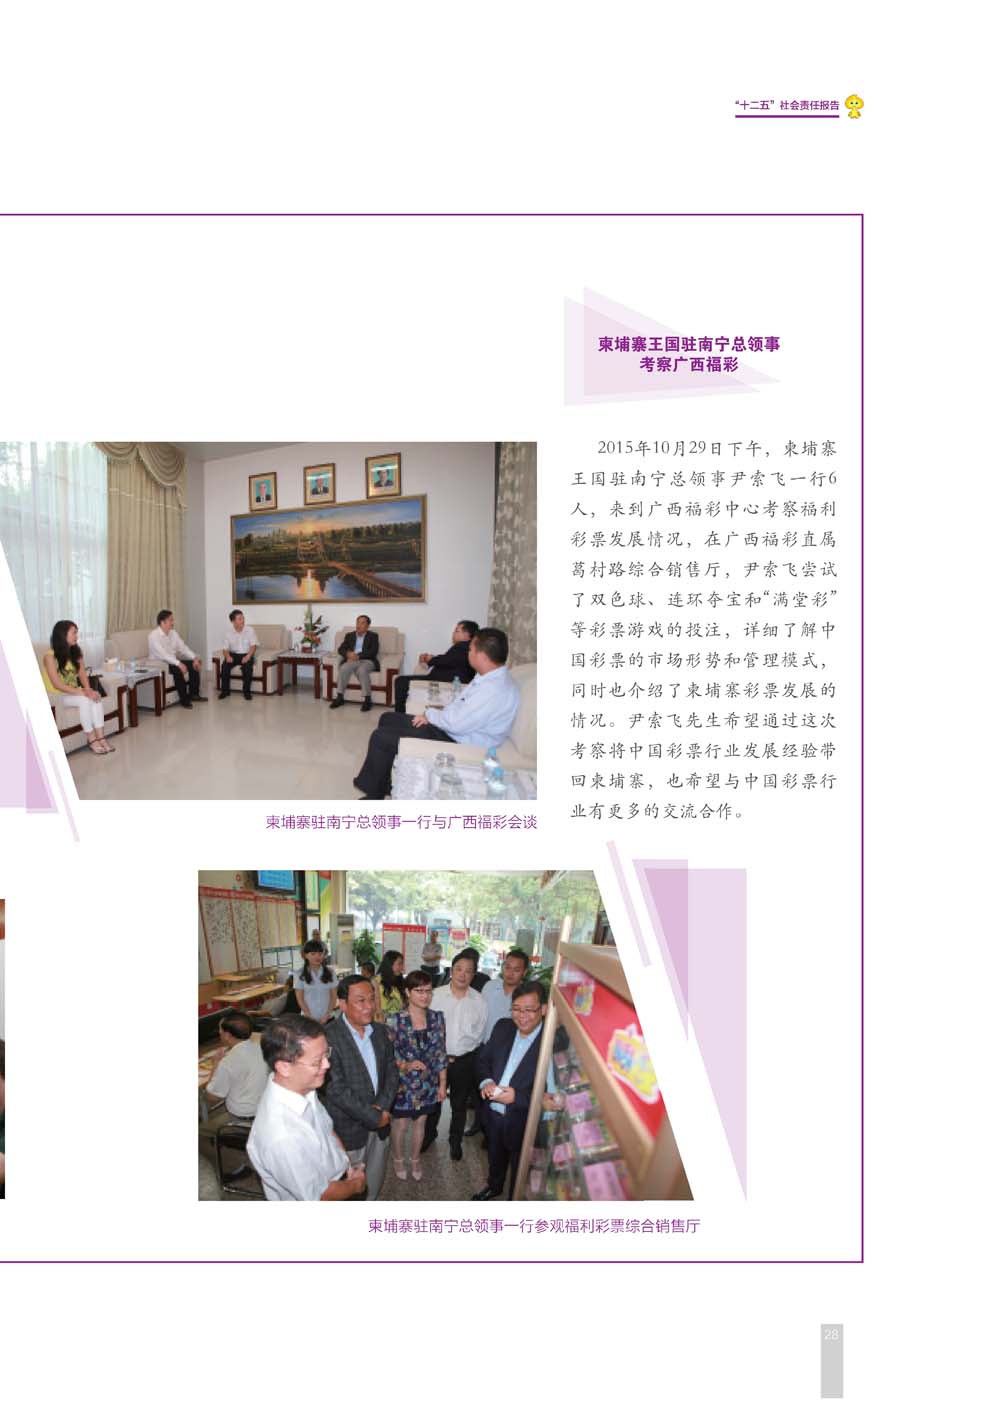 “十二五”社会责任报告
柬埔寨王国驻南宁总领事
考察广西福彩
2015年10月29日下午，柬埔寨
王国驻南宁总领事尹索飞一行6
人，来到广西福彩中心考察福利
彩票发展情况，在广西福彩直属
葛村路综合销售厅，尹索飞尝试
了双色球、连环夺宝和“满堂彩”
等彩票游戏的投注，详细了解中
国彩票的市场形势和管理模式，
同时也介绍了柬埔寨彩票发展的
情况。尹索飞先生希望通过这次
考察将中国彩票行业发展经验带
回柬埔寨，也希望与中国彩票行
业有更多的交流合作。
柬埔寨驻南宁总领事一行与广西福彩会谈
柬埔寨驻南宁总领事一行参观福利彩票综合销售厅
28